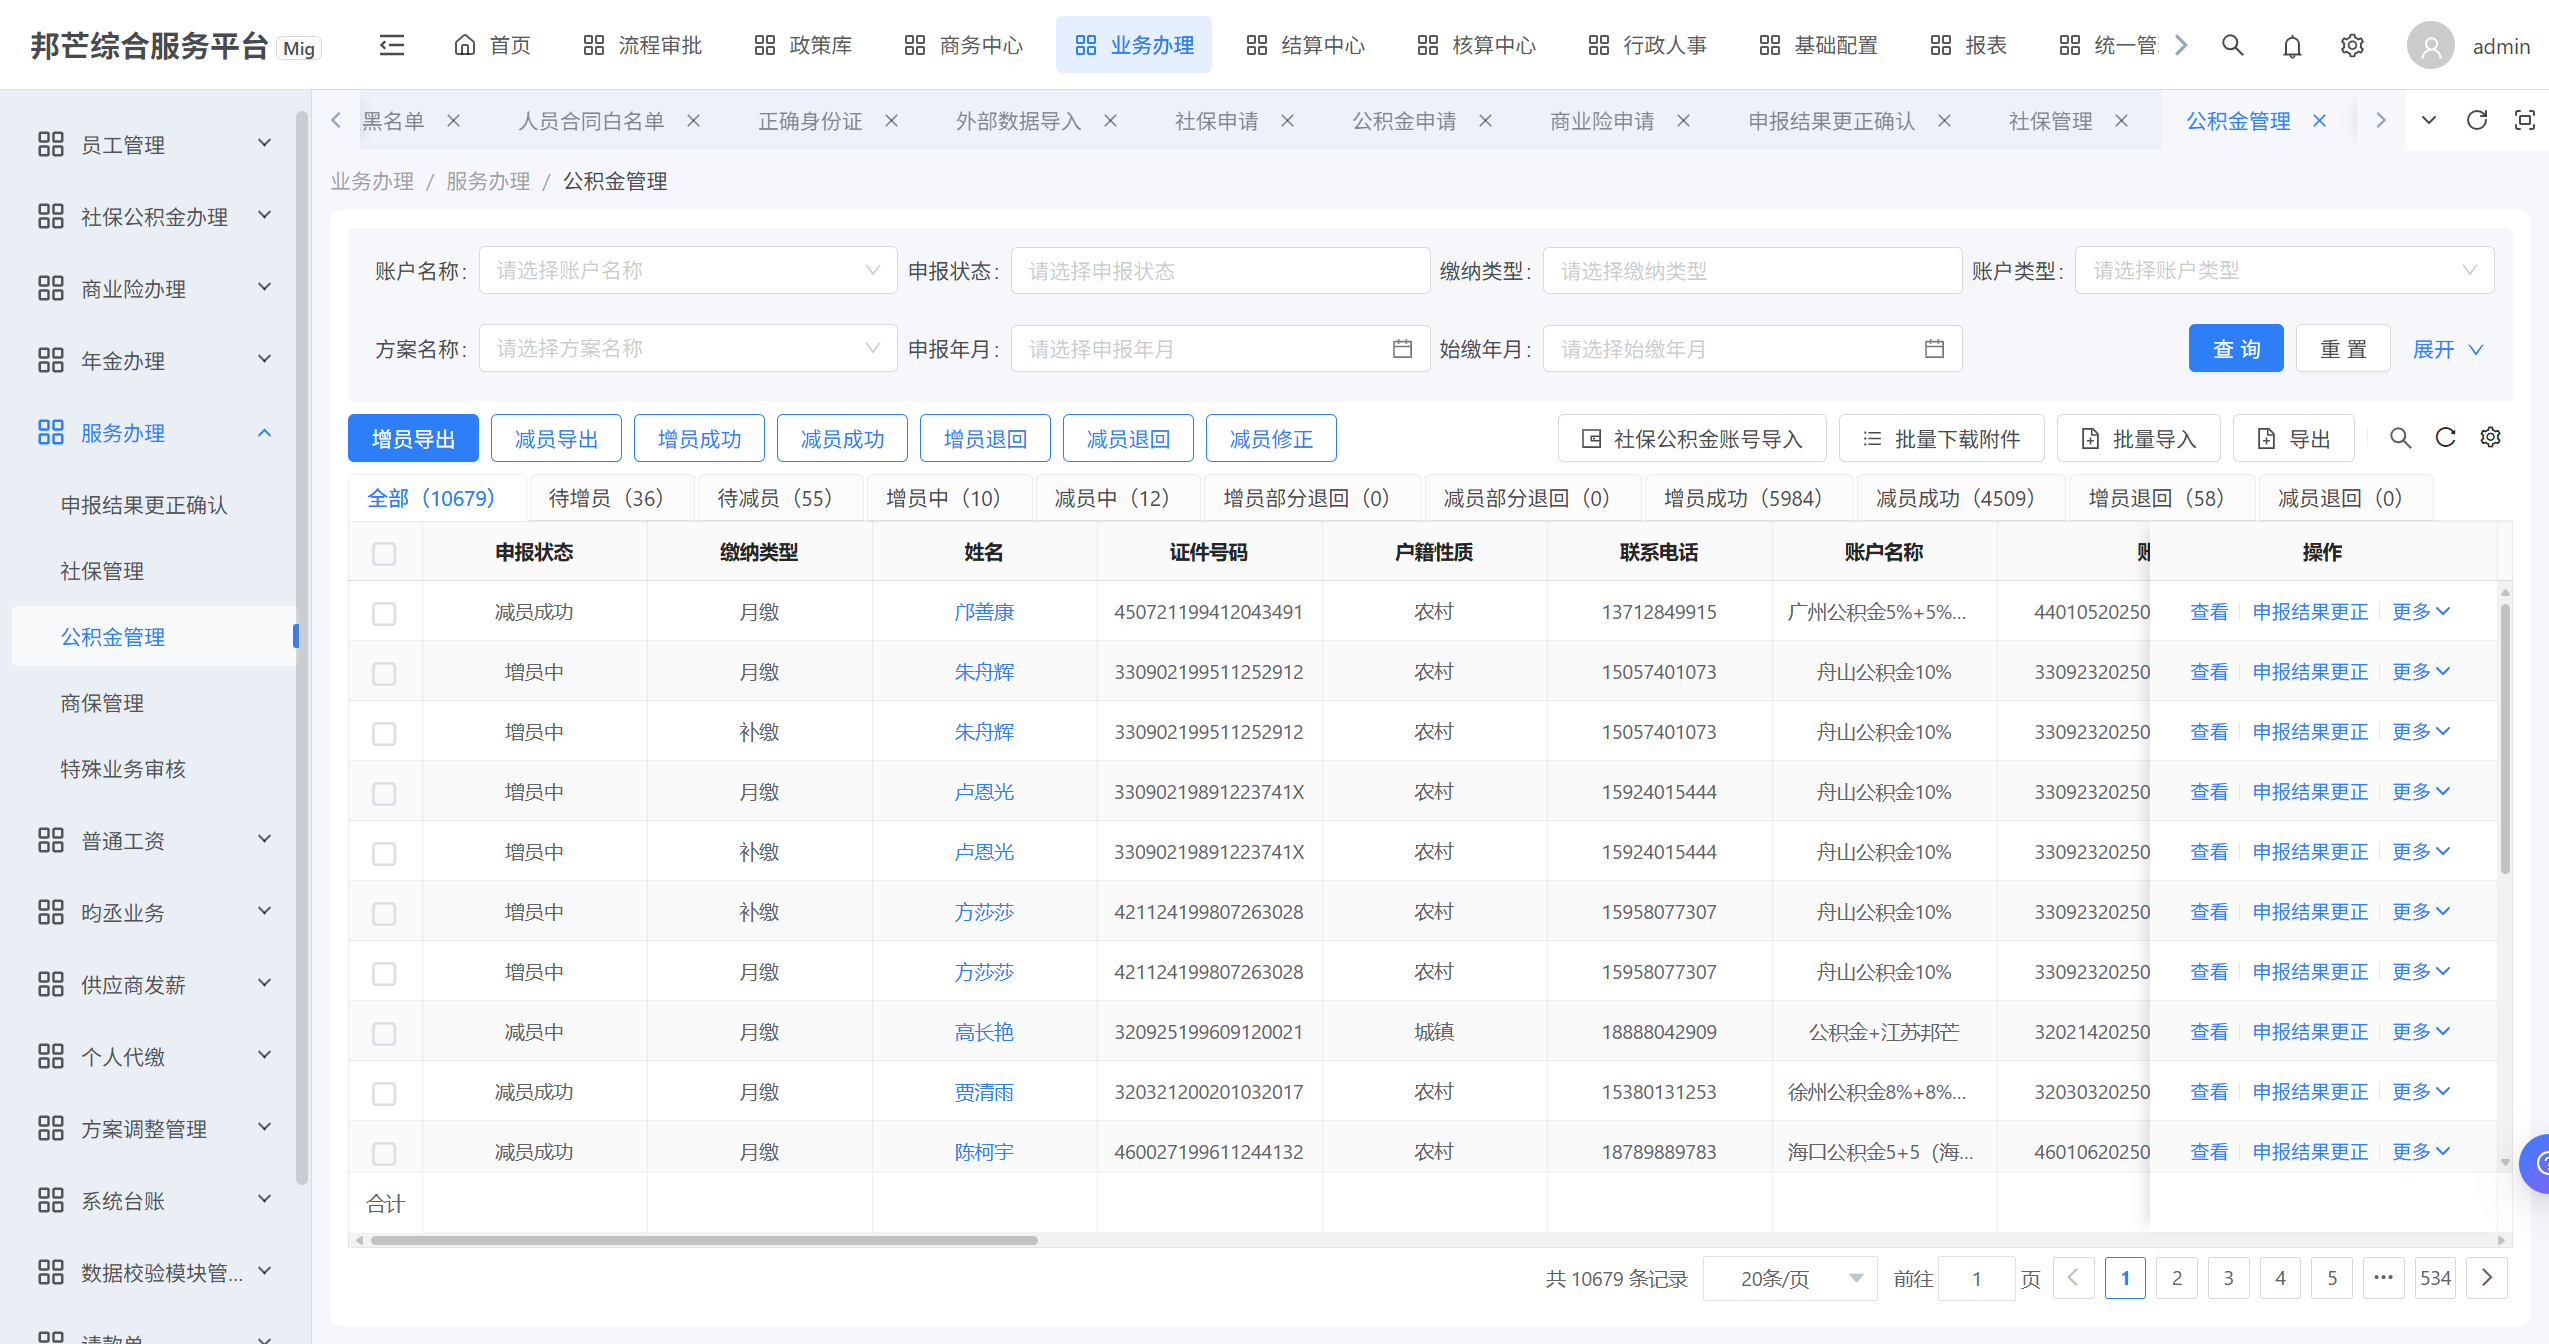 邦芒综合服务平台 Mig 首页 流程审批 政策库 商务中心 业务办理 结算中心 核算中心 行政人事 基础配置 报表 统一管 admin
黑名单 人员合同白名单 正确身份证 外部数据导入 社保申请 公积金申请 商业险申请 申报结果更正确认 社保管理 公积金管理
业务办理 / 服务办理 / 公积金管理
员工管理
社保公积金办理
商业险办理
年金办理
服务办理
申报结果更正确认
社保管理
公积金管理
商保管理
特殊业务审核
普通工资
昀丞业务
供应商发薪
个人代缴
方案调整管理
系统台账
数据校验模块管...
请款单
账户名称: 请选择账户名称 申报状态: 请选择申报状态 缴纳类型: 请选择缴纳类型 账户类型: 请选择账户类型
方案名称: 请选择方案名称 申报年月: 请选择申报年月 始缴年月: 请选择始缴年月 查 询 重 置 展开
增员导出 减员导出 增员成功 减员成功 增员退回 减员退回 减员修正 社保公积金账号导入 批量下载附件 批量导入 导出
全部（10679） 待增员（36） 待减员（55） 增员中（10） 减员中（12） 增员部分退回（0） 减员部分退回（0） 增员成功（5984） 减员成功（4509） 增员退回（58） 减员退回（0）
申报状态 缴纳类型 姓名 证件号码 户籍性质 联系电话 账户名称 操作
减员成功 月缴 邝善康 450721199412043491 农村 13712849915 广州公积金5%+5%... 44010520250 查看 申报结果更正 更多
增员中 月缴 朱舟辉 330902199511252912 农村 15057401073 舟山公积金10% 33092320250 查看 申报结果更正 更多
增员中 补缴 朱舟辉 330902199511252912 农村 15057401073 舟山公积金10% 33092320250 查看 申报结果更正 更多
增员中 月缴 卢恩光 33090219891223741X 农村 15924015444 舟山公积金10% 33092320250 查看 申报结果更正 更多
增员中 补缴 卢恩光 33090219891223741X 农村 15924015444 舟山公积金10% 33092320250 查看 申报结果更正 更多
增员中 补缴 方莎莎 421124199807263028 农村 15958077307 舟山公积金10% 33092320250 查看 申报结果更正 更多
增员中 月缴 方莎莎 421124199807263028 农村 15958077307 舟山公积金10% 33092320250 查看 申报结果更正 更多
减员中 月缴 高长艳 320925199609120021 城镇 18888042909 公积金+江苏邦芒 32021420250 查看 申报结果更正 更多
减员成功 月缴 贾清雨 320321200201032017 农村 15380131253 徐州公积金8%+8%... 32030320250 查看 申报结果更正 更多
减员成功 月缴 陈柯宇 460027199611244132 农村 18789889783 海口公积金5+5（海... 46010620250 查看 申报结果更正 更多
合计
共 10679 条记录 20条/页 前往 1 页 1 2 3 4 5 ••• 534